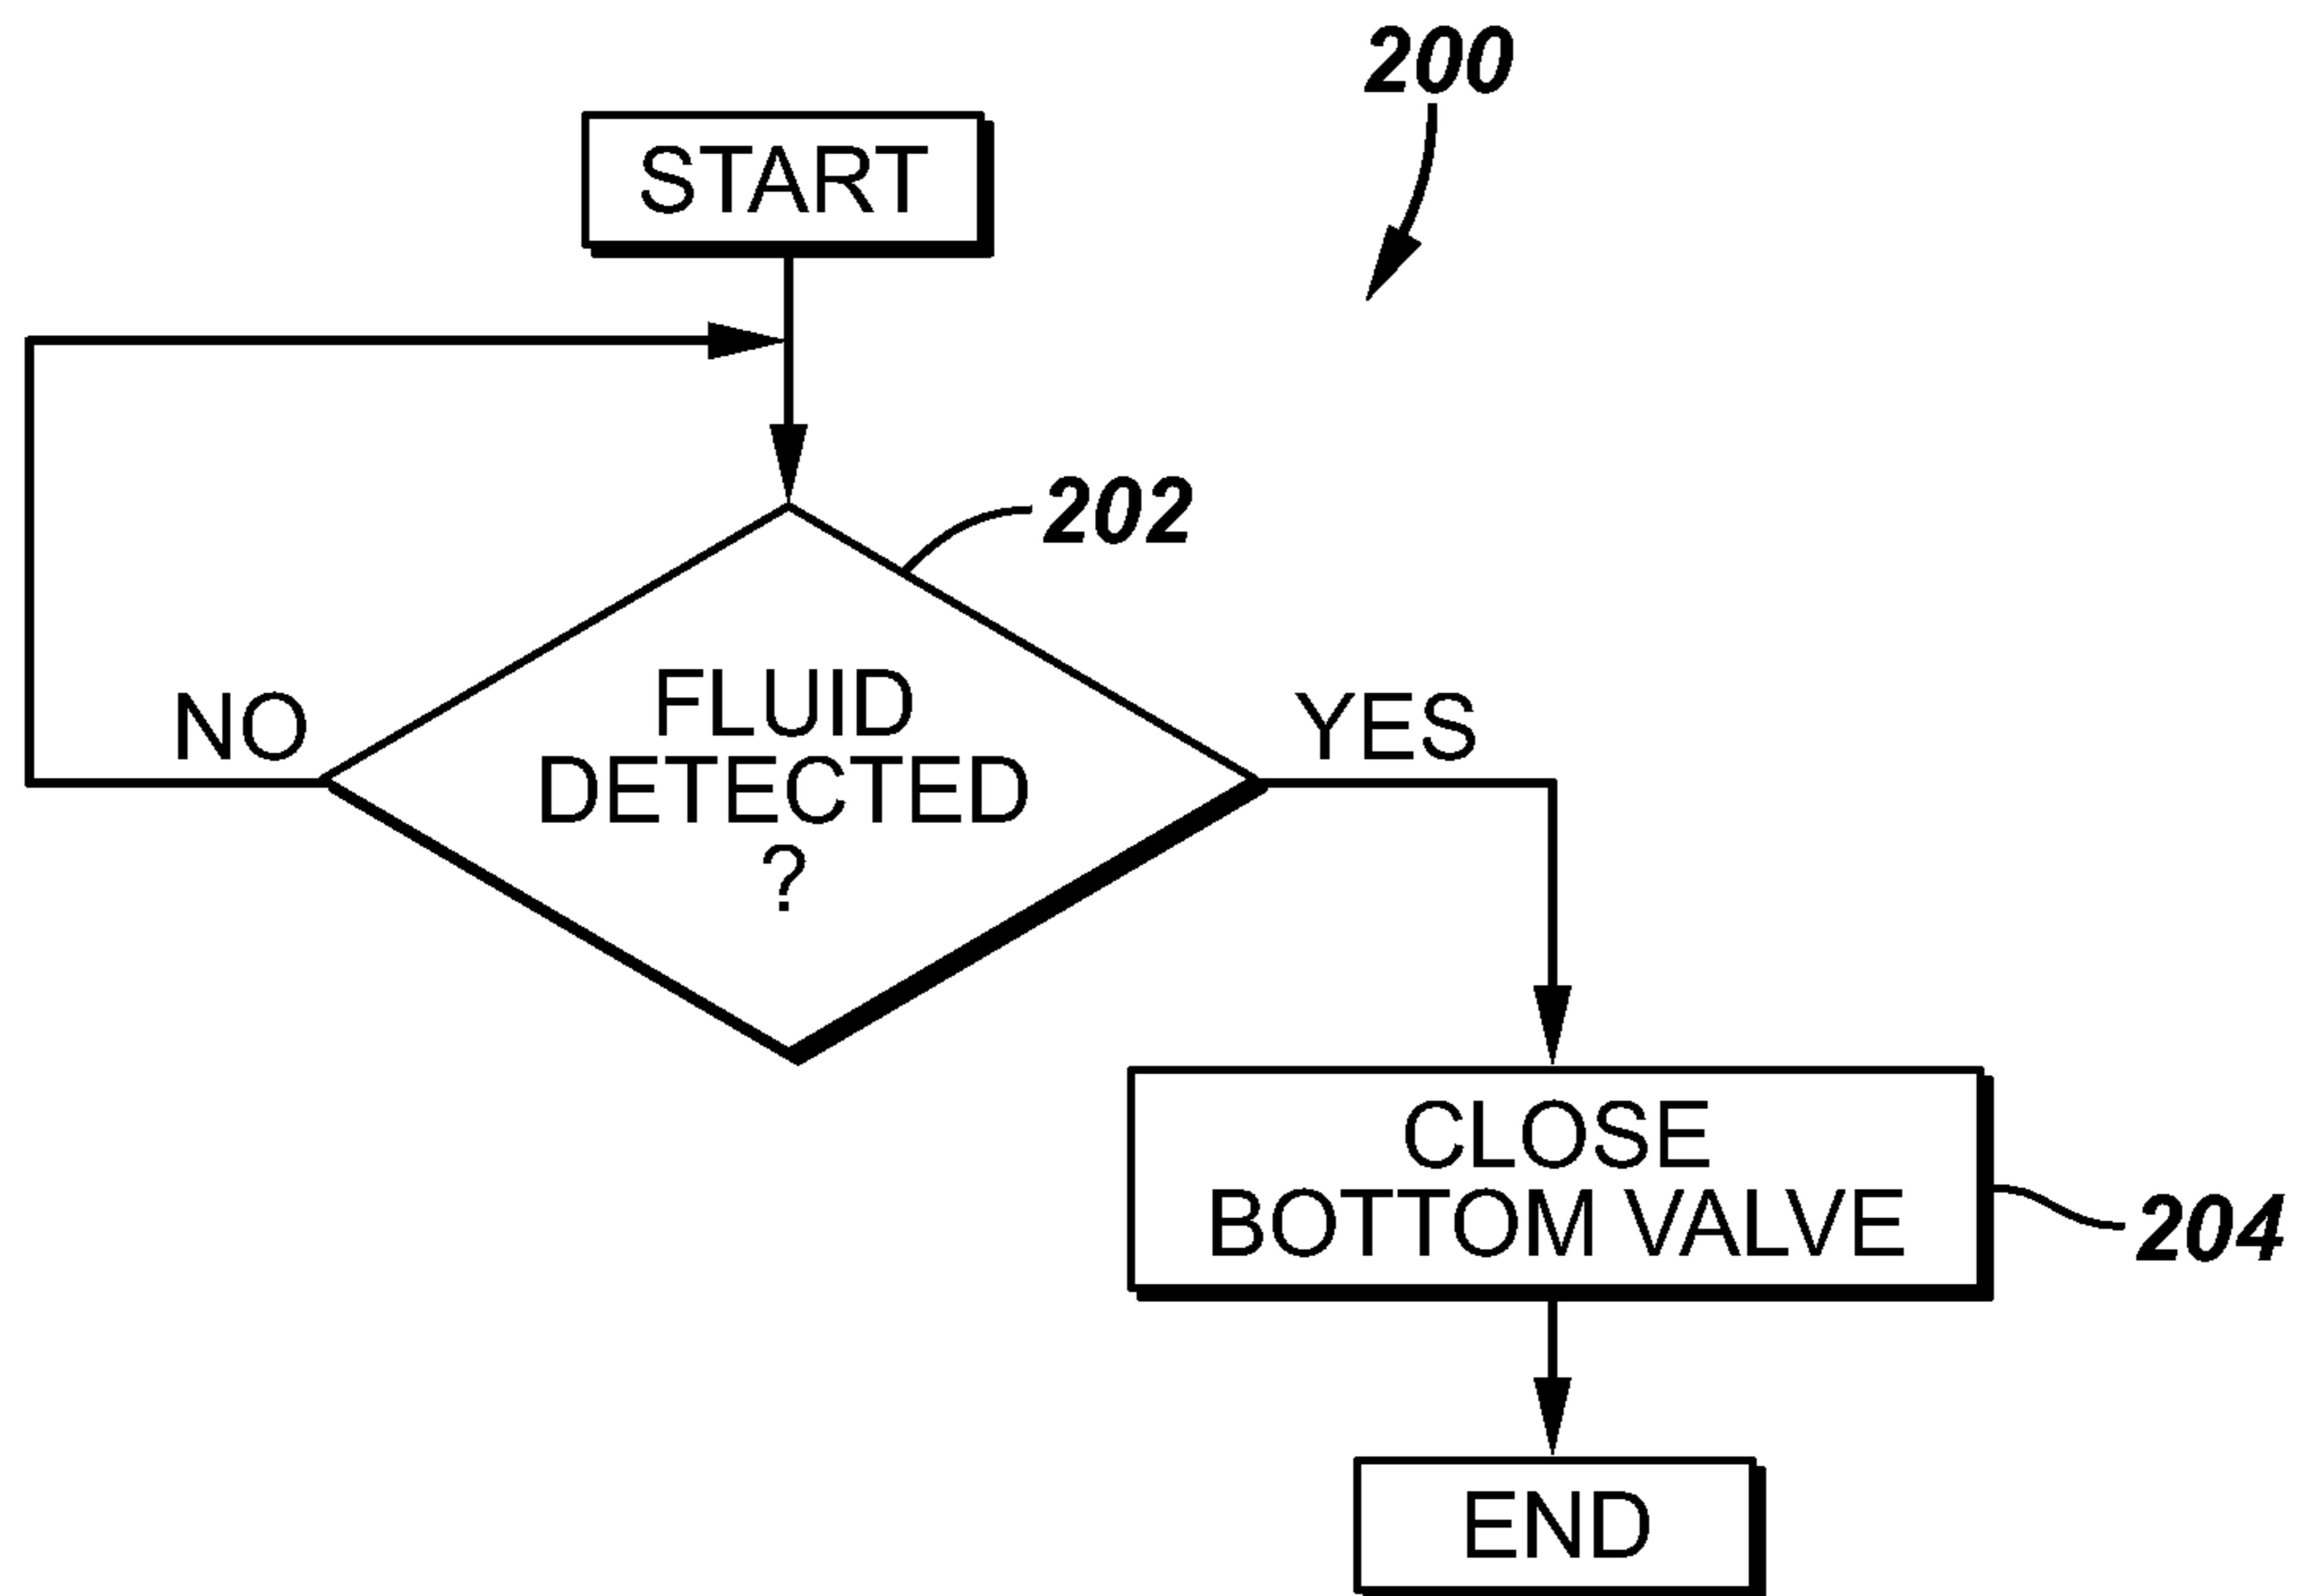 200
START
202
FLUID
DETECTED
?
NO
YES
CLOSE
BOTTOM VALVE
204
END